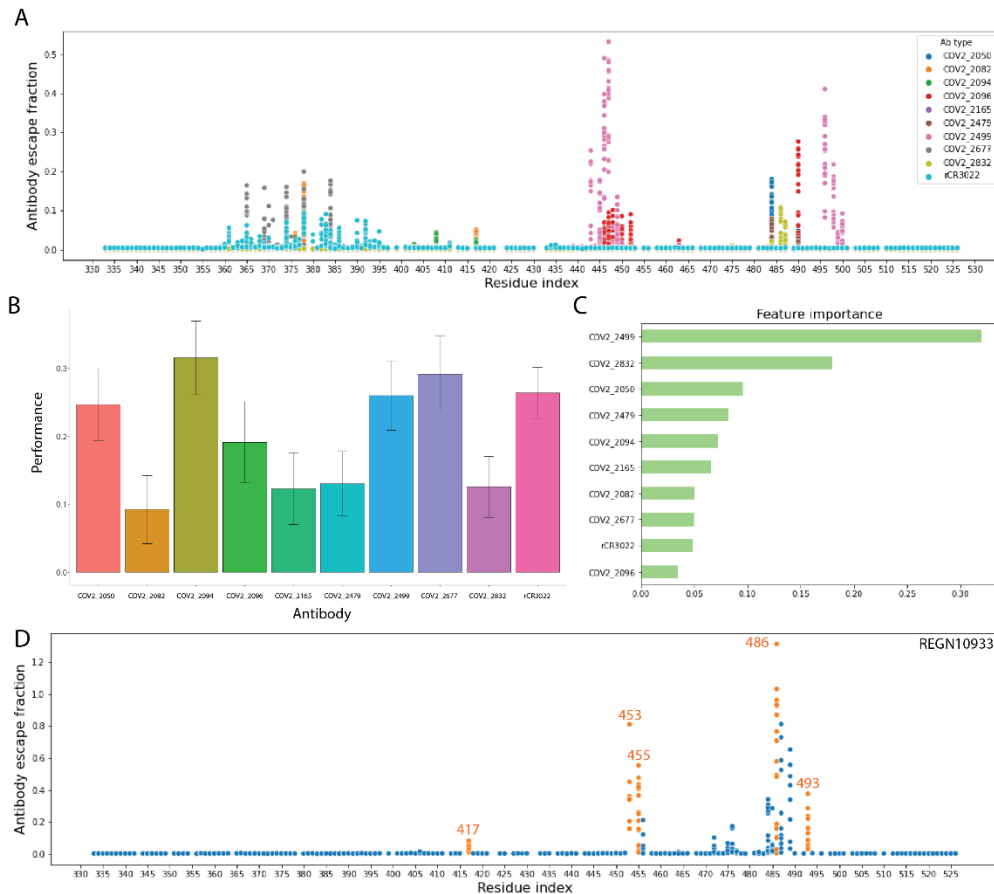 A
Antibody escape fraction
0.5
0.4
0.3
0.2
0.1
0.0
Ab type
COV2_2050
COV2_2082
COV2_2094
COV2_2096
COV2_2165
COV2_2479
COV2_2499
COV2_2677
COV2_2832
rCR3022
330 335 340 345 350 355 360 365 370 375 380 385 390 395 400 405 410 415 420 425 430 435 440 445 450 455 460 465 470 475 480 485 490 495 500 505 510 515 520 525 530
Residue index
B
Performance
0.3
0.2
0.1
0.0
COV2_2050 COV2_2082 COV2_2094 COV2_2096 COV2_2165 COV2_2479 COV2_2499 COV2_2677 COV2_2832 rCR3022
Antibody
C
Feature importance
COV2_2499
COV2_2832
COV2_2050
COV2_2479
COV2_2094
COV2_2165
COV2_2082
COV2_2677
rCR3022
COV2_2096
0.00 0.05 0.10 0.15 0.20 0.25 0.30
D
REGN10933
Antibody escape fraction
1.2
1.0
0.8
0.6
0.4
0.2
0.0
417
453
455
486
493
330 335 340 345 350 355 360 365 370 375 380 385 390 395 400 405 410 415 420 425 430 435 440 445 450 455 460 465 470 475 480 485 490 495 500 505 510 515 520 525
Residue index